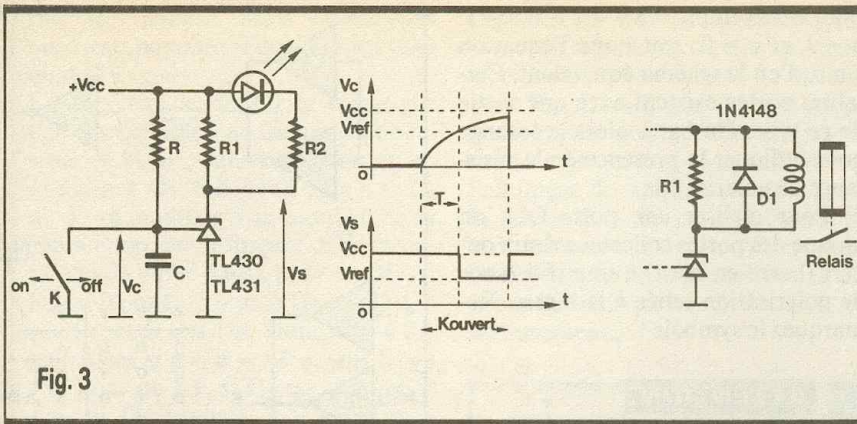 +Vcc
R
R1
R2
K
on
off
Vc
C
TL430
TL431
Vs
Fig. 3
Vc
Vcc
Vref
o
t
T
Vs
Vcc
Vref
o
t
Kouvert
1N4148
R1
D1
Relais